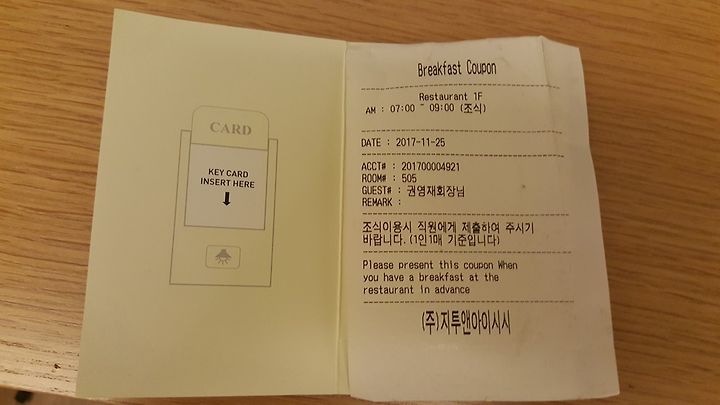 CARD
KEY CARD
INSERT HERE
Breakfast Coupon
Restaurant 1F
AM : 07:00 ~ 09:00 (조식)
DATE : 2017-11-25
ACCT# : 201700004921
ROOM# : 505
GUEST# : 권영재회장님
REMARK :
조식이용시 직원에게 제출하여 주시기
바랍니다. (1인1매 기준입니다)
Please present this coupon When
you have a breakfast at the
restaurant in advance
(주)지투앤아이시시